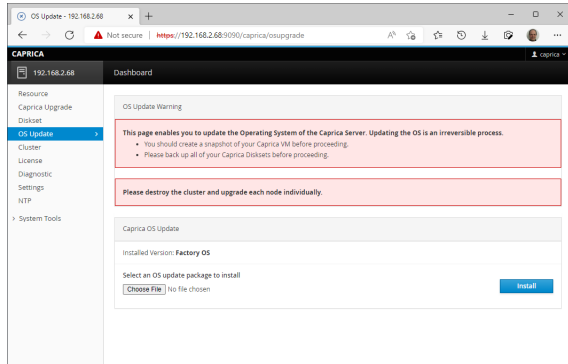 OS Update - 192.168.2.68
Not secure | https://192.168.2.68:9090/caprica/osupgrade
CAPRICA
caprica
192.168.2.68
Dashboard
Resource
Caprica Upgrade
Diskset
OS Update
Cluster
License
Diagnostic
Settings
NTP
System Tools
OS Update Warning
This page enables you to update the Operating System of the Caprica Server. Updating the OS is an irreversible process.
• You should create a snapshot of your Caprica VM before proceeding.
• Please back up all of your Caprica Disksets before proceeding.
Please destroy the cluster and upgrade each node individually.
Caprica OS Update
Installed Version: Factory OS
Select an OS update package to install
Choose File No file chosen
Install